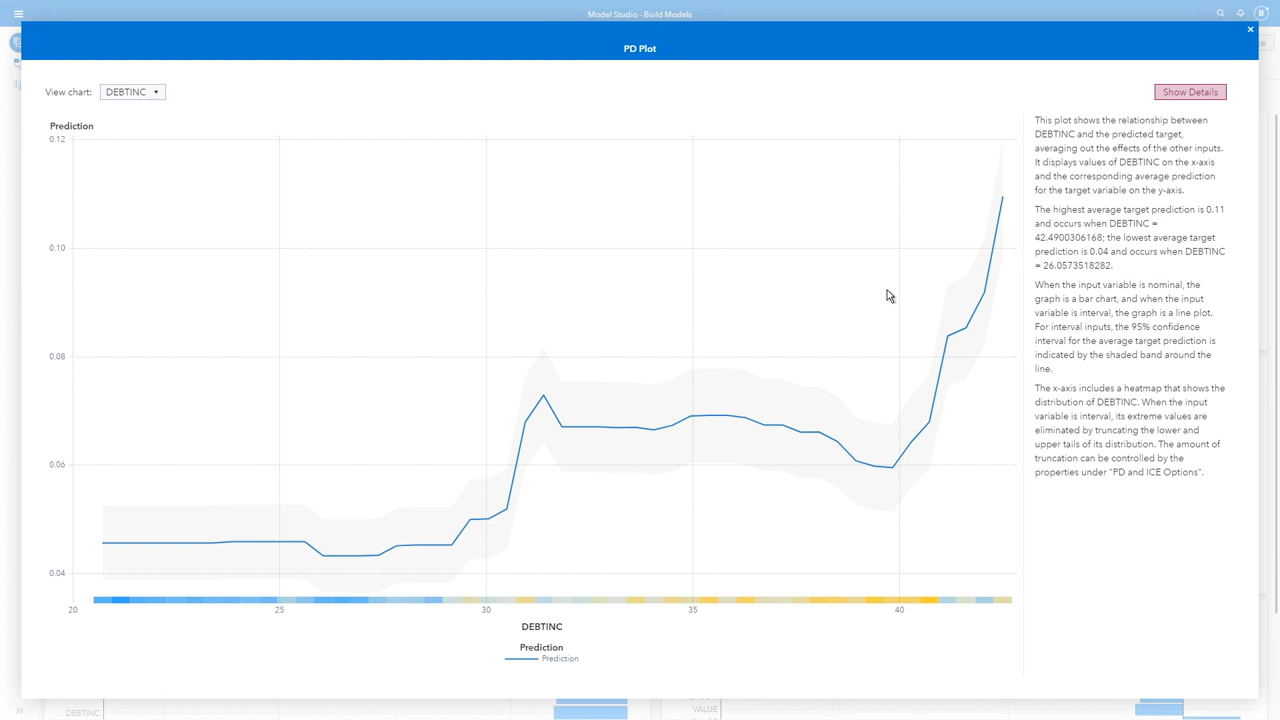 Model Studio - Build Models
B
PD Plot
View chart: DEBTINC
Show Details
Prediction
0.12
0.10
0.08
0.06
0.04
20 25 30 35 40
DEBTINC
Prediction
Prediction
This plot shows the relationship between
DEBTINC and the predicted target,
averaging out the effects of the other inputs.
It displays values of DEBTINC on the x-axis
and the corresponding average prediction
for the target variable on the y-axis.
The highest average target prediction is 0.11
and occurs when DEBTINC =
42.4900306168; the lowest average target
prediction is 0.04 and occurs when DEBTINC
= 26.0573518282.
When the input variable is nominal, the
graph is a bar chart, and when the input
variable is interval, the graph is a line plot.
For interval inputs, the 95% confidence
interval for the average target prediction is
indicated by the shaded band around the
line.
The x-axis includes a heatmap that shows the
distribution of DEBTINC. When the input
variable is interval, its extreme values are
eliminated by truncating the lower and
upper tails of its distribution. The amount of
truncation can be controlled by the
properties under "PD and ICE Options".
DEBTINC
VALUE